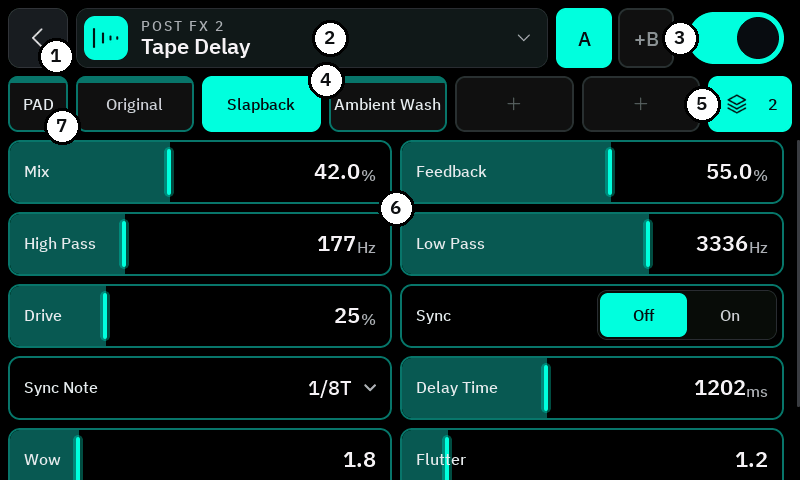 POST FX 2
Tape Delay
2
A
+B
3
1
4
PAD
Original
Slapback
Ambient Wash
+
+
5
2
7
Mix
42.0%
Feedback
55.0%
6
High Pass
177Hz
Low Pass
3336Hz
Drive
25%
Sync
Off
On
Sync Note
1/8T
Delay Time
1202ms
Wow
1.8
Flutter
1.2